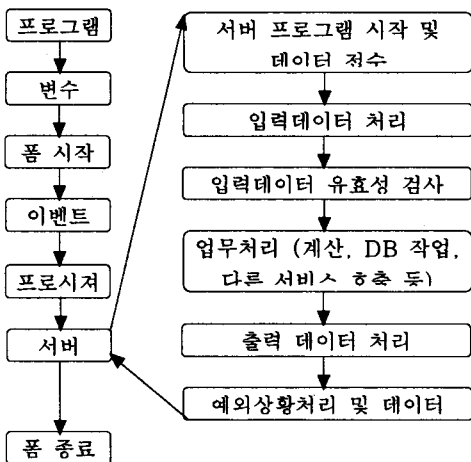 프로그램
변수
폼 시작
이벤트
프로시져
서버
폼 종료
서버 프로그램 시작 및
데이터 접수
입력데이터 처리
입력데이터 유효성 검사
업무처리 (계산, DB 작업,
다른 서비스 호출 등)
출력 데이터 처리
예외상황처리 및 데이터